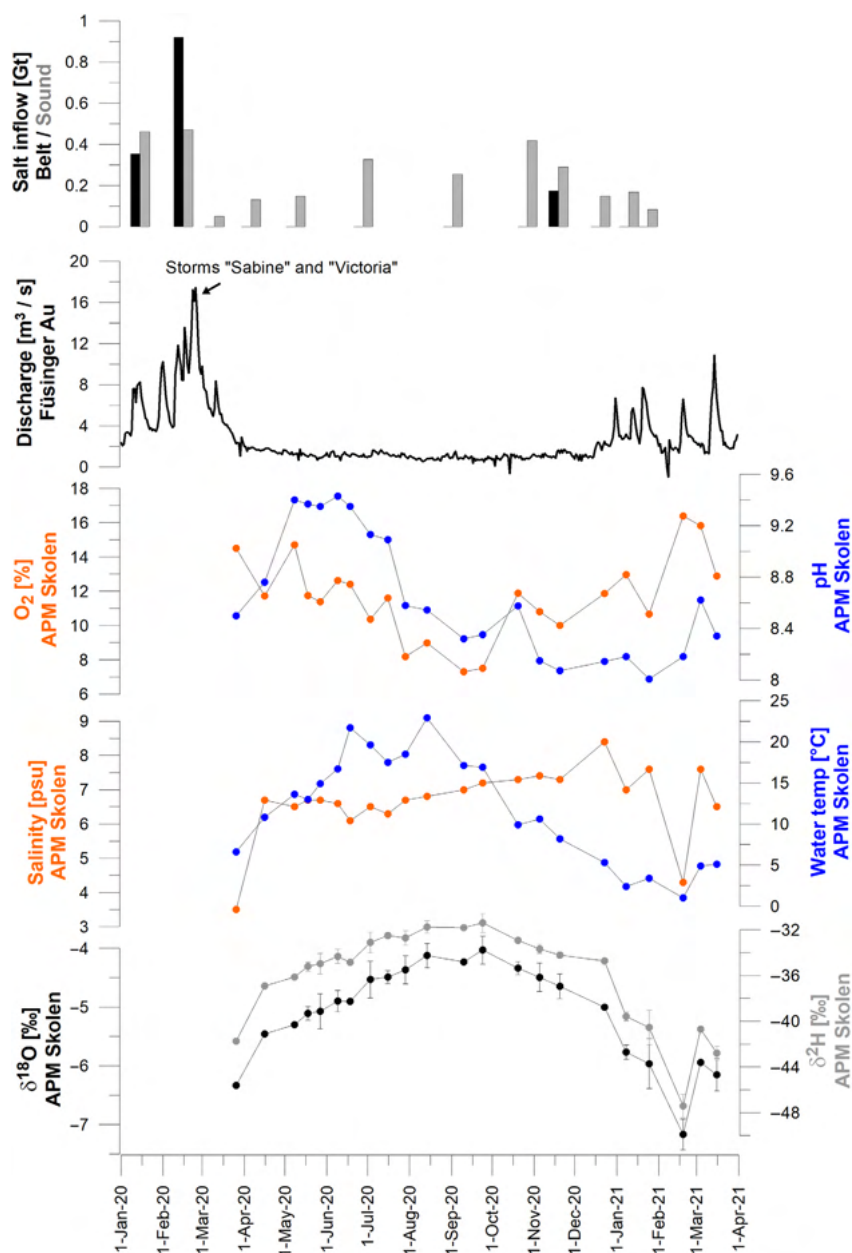 Salt inflow [Gt]
Belt / Sound
1
0.8
0.6
0.4
0.2
0
Discharge [m³ / s]
Füsinger Au
20
16
12
8
4
0
Storms "Sabine" and "Victoria"
O₂ [%]
APM Skolen
18
16
14
12
10
8
6
9.6
9.2
8.8
8.4
8
pH
APM Skolen
Salinity [psu]
APM Skolen
9
8
7
6
5
4
3
25
20
15
10
5
0
Water temp [°C]
APM Skolen
δ¹⁸O [‰]
APM Skolen
−4
−5
−6
−7
−32
−36
−40
−44
−48
δ²H [‰]
APM Skolen
1-Jan-20
1-Feb-20
1-Mar-20
1-Apr-20
1-May-20
1-Jun-20
1-Jul-20
1-Aug-20
1-Sep-20
1-Oct-20
1-Nov-20
1-Dec-20
1-Jan-21
1-Feb-21
1-Mar-21
1-Apr-21